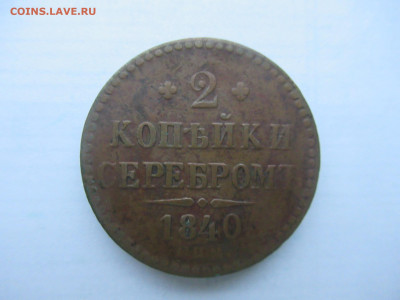 COINS.LAVE.RU
2
КОПѢЙКИ
СЕРЕБРОМЪ
1840